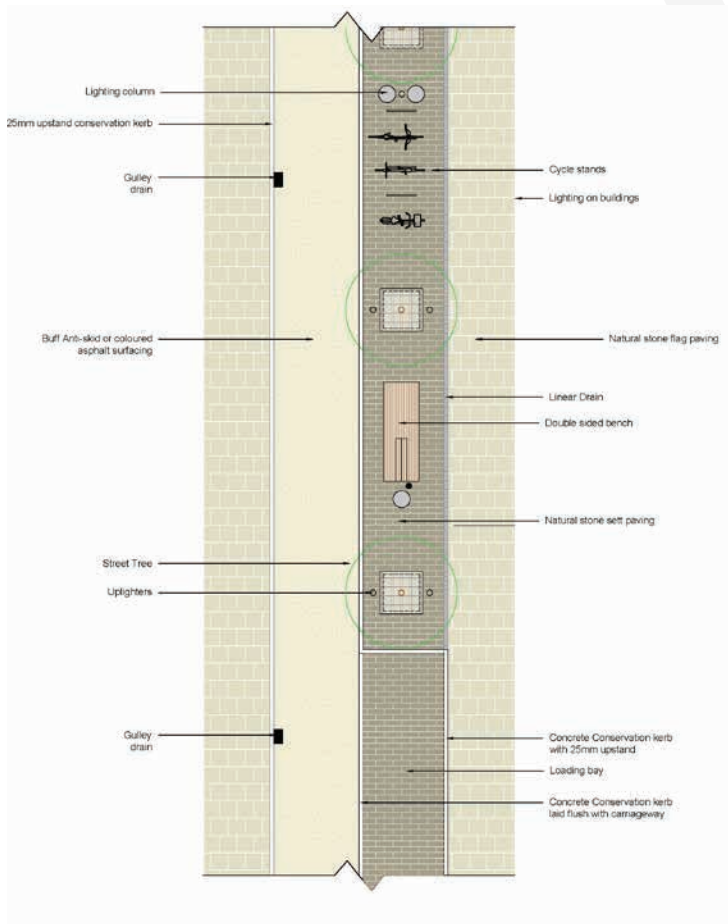 Lighting column
25mm upstand conservation kerb
Gulley
drain
Cycle stands
Lighting on buildings
Buff Anti-skid or coloured
asphalt surfacing
Natural stone flag paving
Linear Drain
Double sided bench
Natural stone sett paving
Street Tree
Uplighters
Gulley
drain
Concrete Conservation kerb
with 25mm upstand
Loading bay
Concrete Conservation kerb
laid flush with carriageway